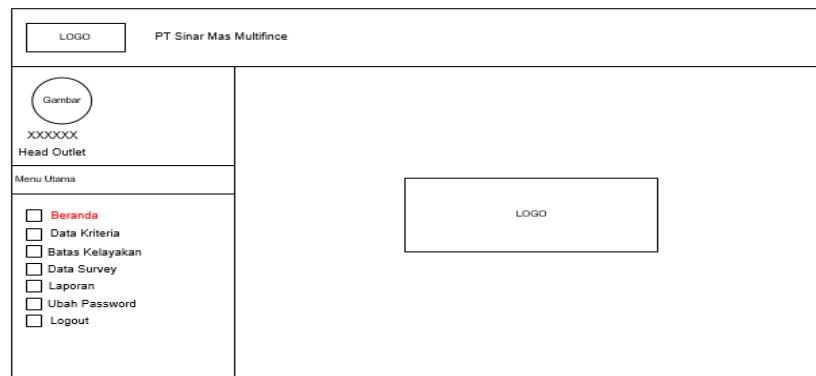 LOGO
PT Sinar Mas Multifince
Gambar
XXXXXX
Head Outlet
Menu Utama
Beranda
Data Kriteria
Batas Kelayakan
Data Survey
Laporan
Ubah Password
Logout
LOGO